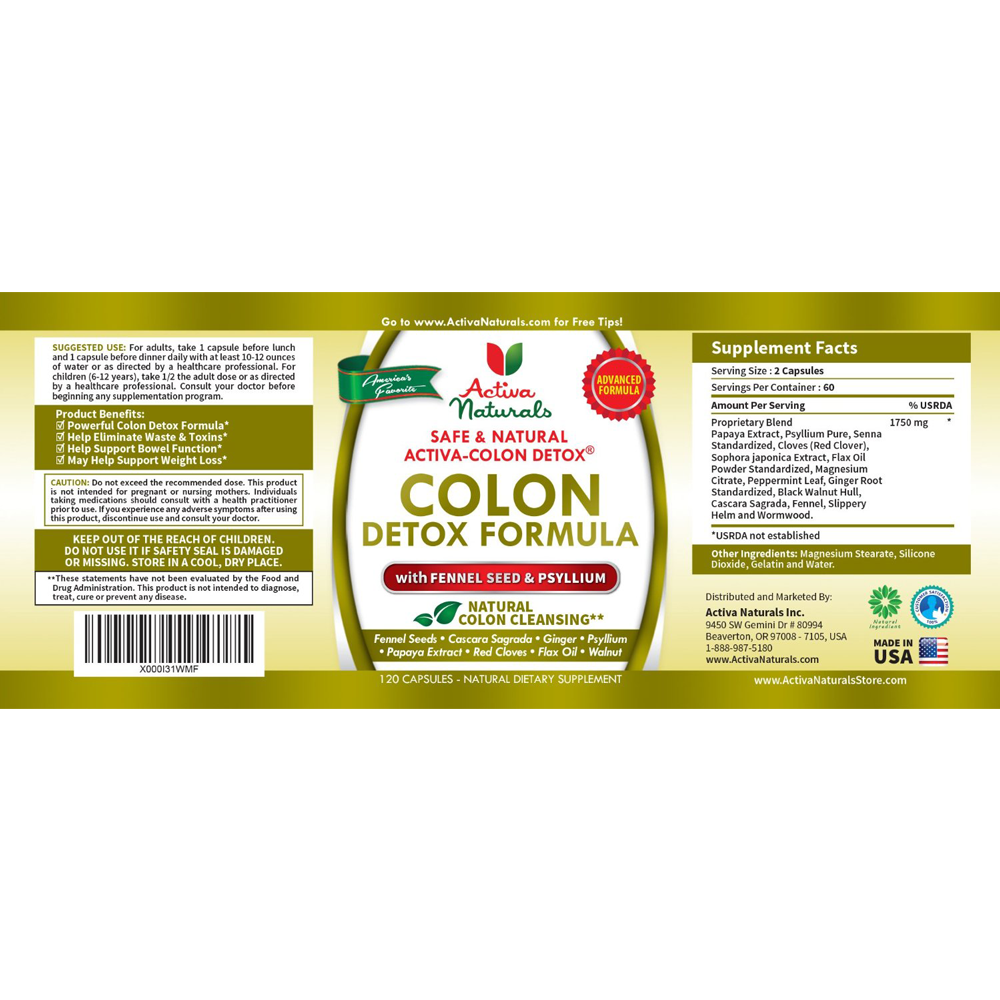 Go to www.ActivaNaturals.com for Free Tips!
SUGGESTED USE: For adults, take 1 capsule before lunch
and 1 capsule before dinner daily with at least 10-12 ounces
of water or as directed by a healthcare professional. For
children (6-12 years), take 1/2 the adult dose or as directed
by a healthcare professional. Consult your doctor before
beginning any supplementation program.
Product Benefits:
Powerful Colon Detox Formula*
Help Eliminate Waste & Toxins*
Help Support Bowel Function*
May Help Support Weight Loss*
CAUTION: Do not exceed the recommended dose. This product
is not intended for pregnant or nursing mothers. Individuals
taking medications should consult with a health practitioner
prior to use. If you experience any adverse symptoms after using
this product, discontinue use and consult your doctor.
KEEP OUT OF THE REACH OF CHILDREN.
DO NOT USE IT IF SAFETY SEAL IS DAMAGED
OR MISSING. STORE IN A COOL, DRY PLACE.
**These statements have not been evaluated by the Food and
Drug Administration. This product is not intended to diagnose,
treat, cure or prevent any disease.
X000I31WMF
America's
Favorite
Activa
Naturals
ADVANCED
FORMULA
SAFE & NATURAL
ACTIVA-COLON DETOX®
COLON
DETOX FORMULA
with FENNEL SEED & PSYLLIUM
NATURAL
COLON CLEANSING**
Fennel Seeds • Cascara Sagrada • Ginger • Psyllium
• Papaya Extract • Red Cloves • Flax Oil • Walnut
120 CAPSULES - NATURAL DIETARY SUPPLEMENT
Supplement Facts
Serving Size : 2 Capsules
Servings Per Container : 60
Amount Per Serving % USRDA
Proprietary Blend 1750 mg *
Papaya Extract, Psyllium Pure, Senna
Standardized, Cloves (Red Clover),
Sophora japonica Extract, Flax Oil
Powder Standardized, Magnesium
Citrate, Peppermint Leaf, Ginger Root
Standardized, Black Walnut Hull,
Cascara Sagrada, Fennel, Slippery
Helm and Wormwood.
*USRDA not established
Other Ingredients: Magnesium Stearate, Silicone
Dioxide, Gelatin and Water.
Distributed and Marketed By:
Activa Naturals Inc.
9450 SW Gemini Dr # 80994
Beaverton, OR 97008 - 7105, USA
1-888-987-5180
www.ActivaNaturals.com
Natural
Ingredient
CUSTOMER SATISFACTION
100%
MADE IN
USA
www.ActivaNaturalsStore.com